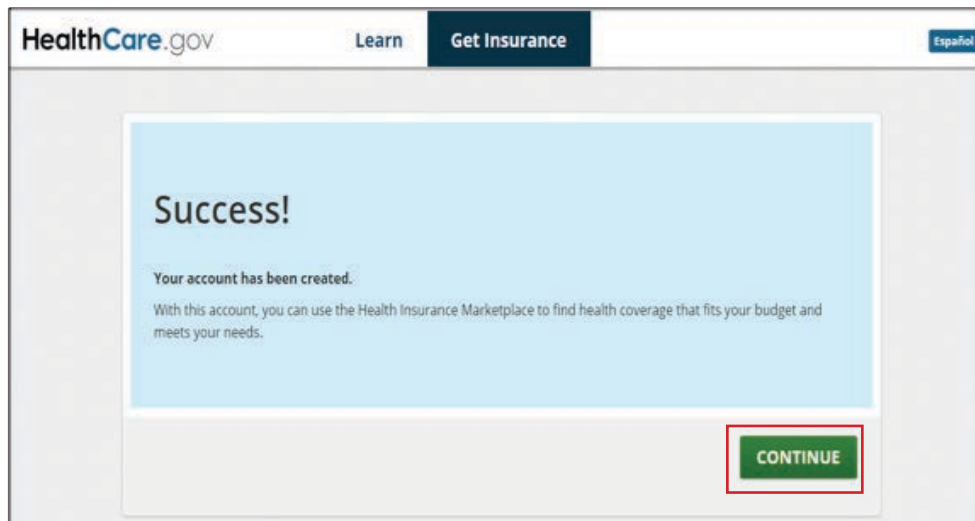 HealthCare.gov Learn Get Insurance Español
Success!
Your account has been created.
With this account, you can use the Health Insurance Marketplace to find health coverage that fits your budget and
meets your needs.
CONTINUE